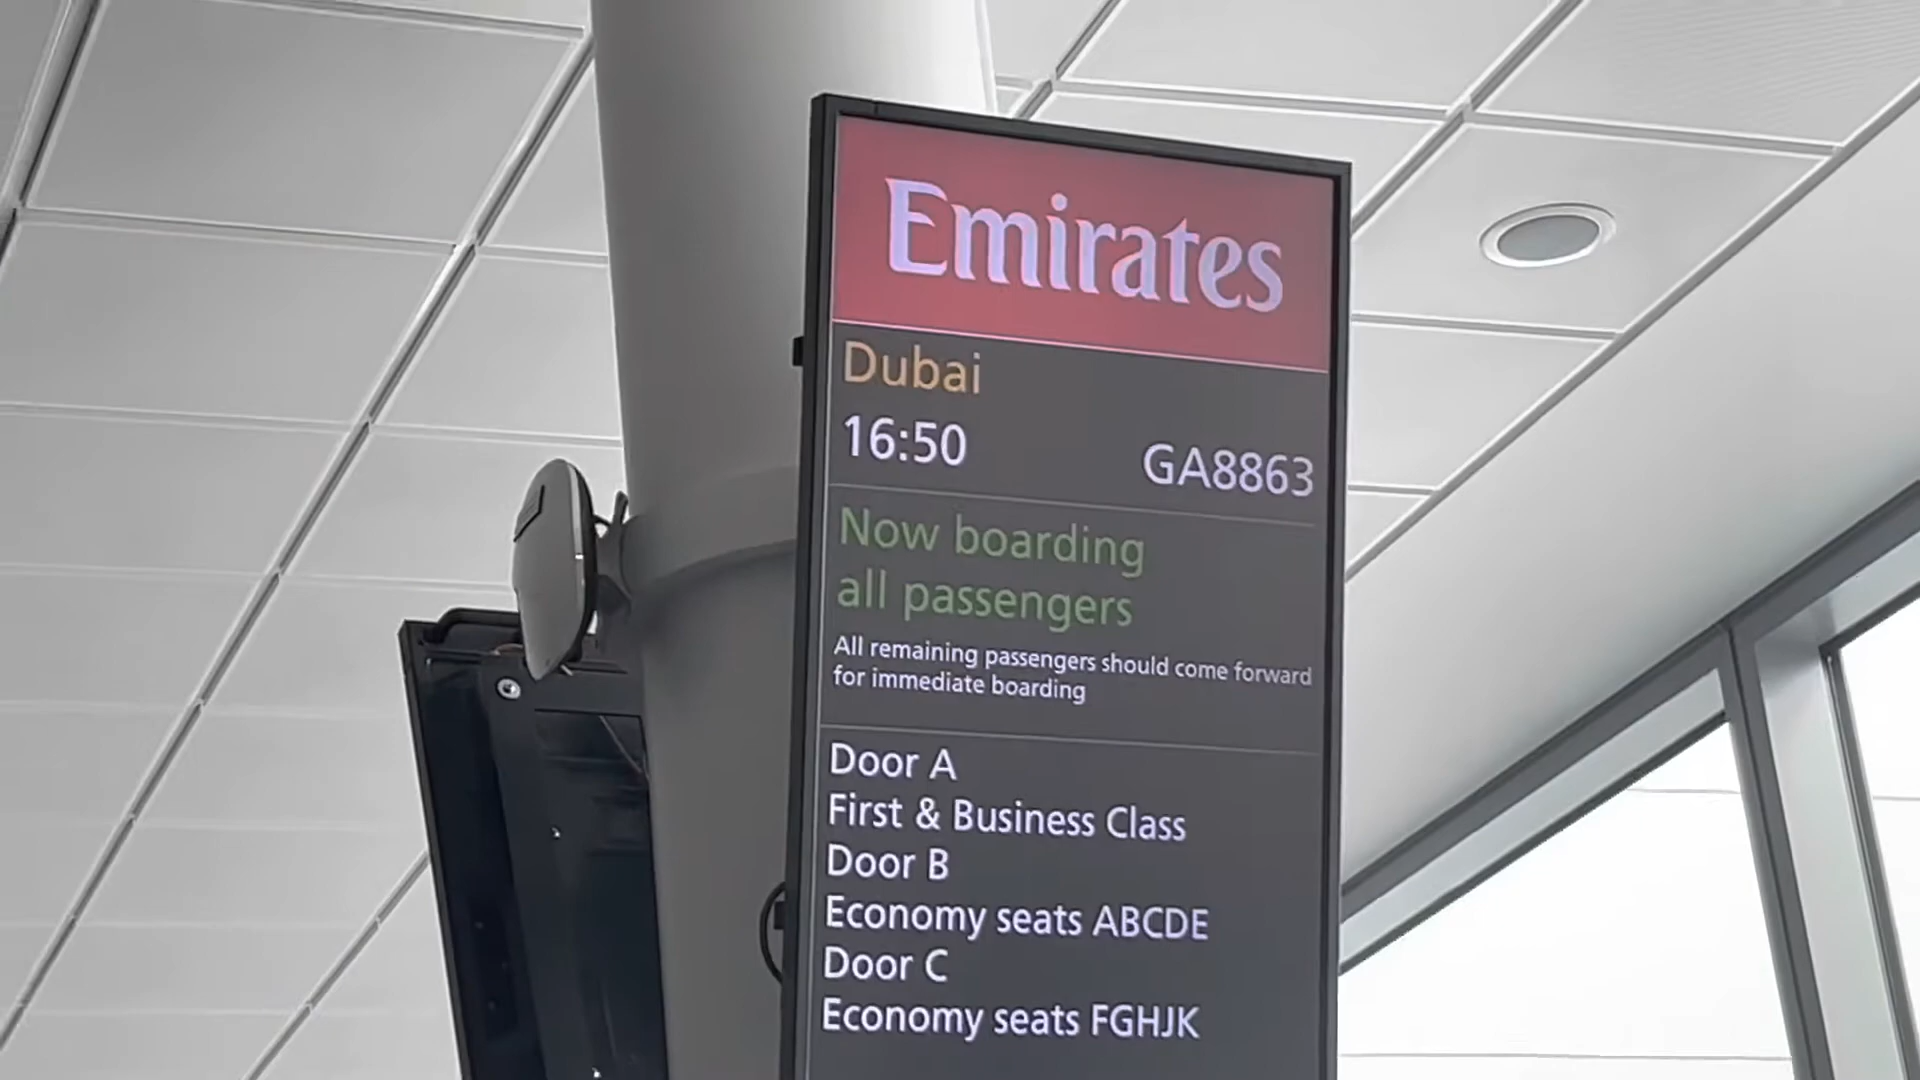 Emirates
Dubai
16:50 GA8863
Now boarding
all passengers
All remaining passengers should come forward
for immediate boarding
Door A
First & Business Class
Door B
Economy seats ABCDE
Door C
Economy seats FGHJK